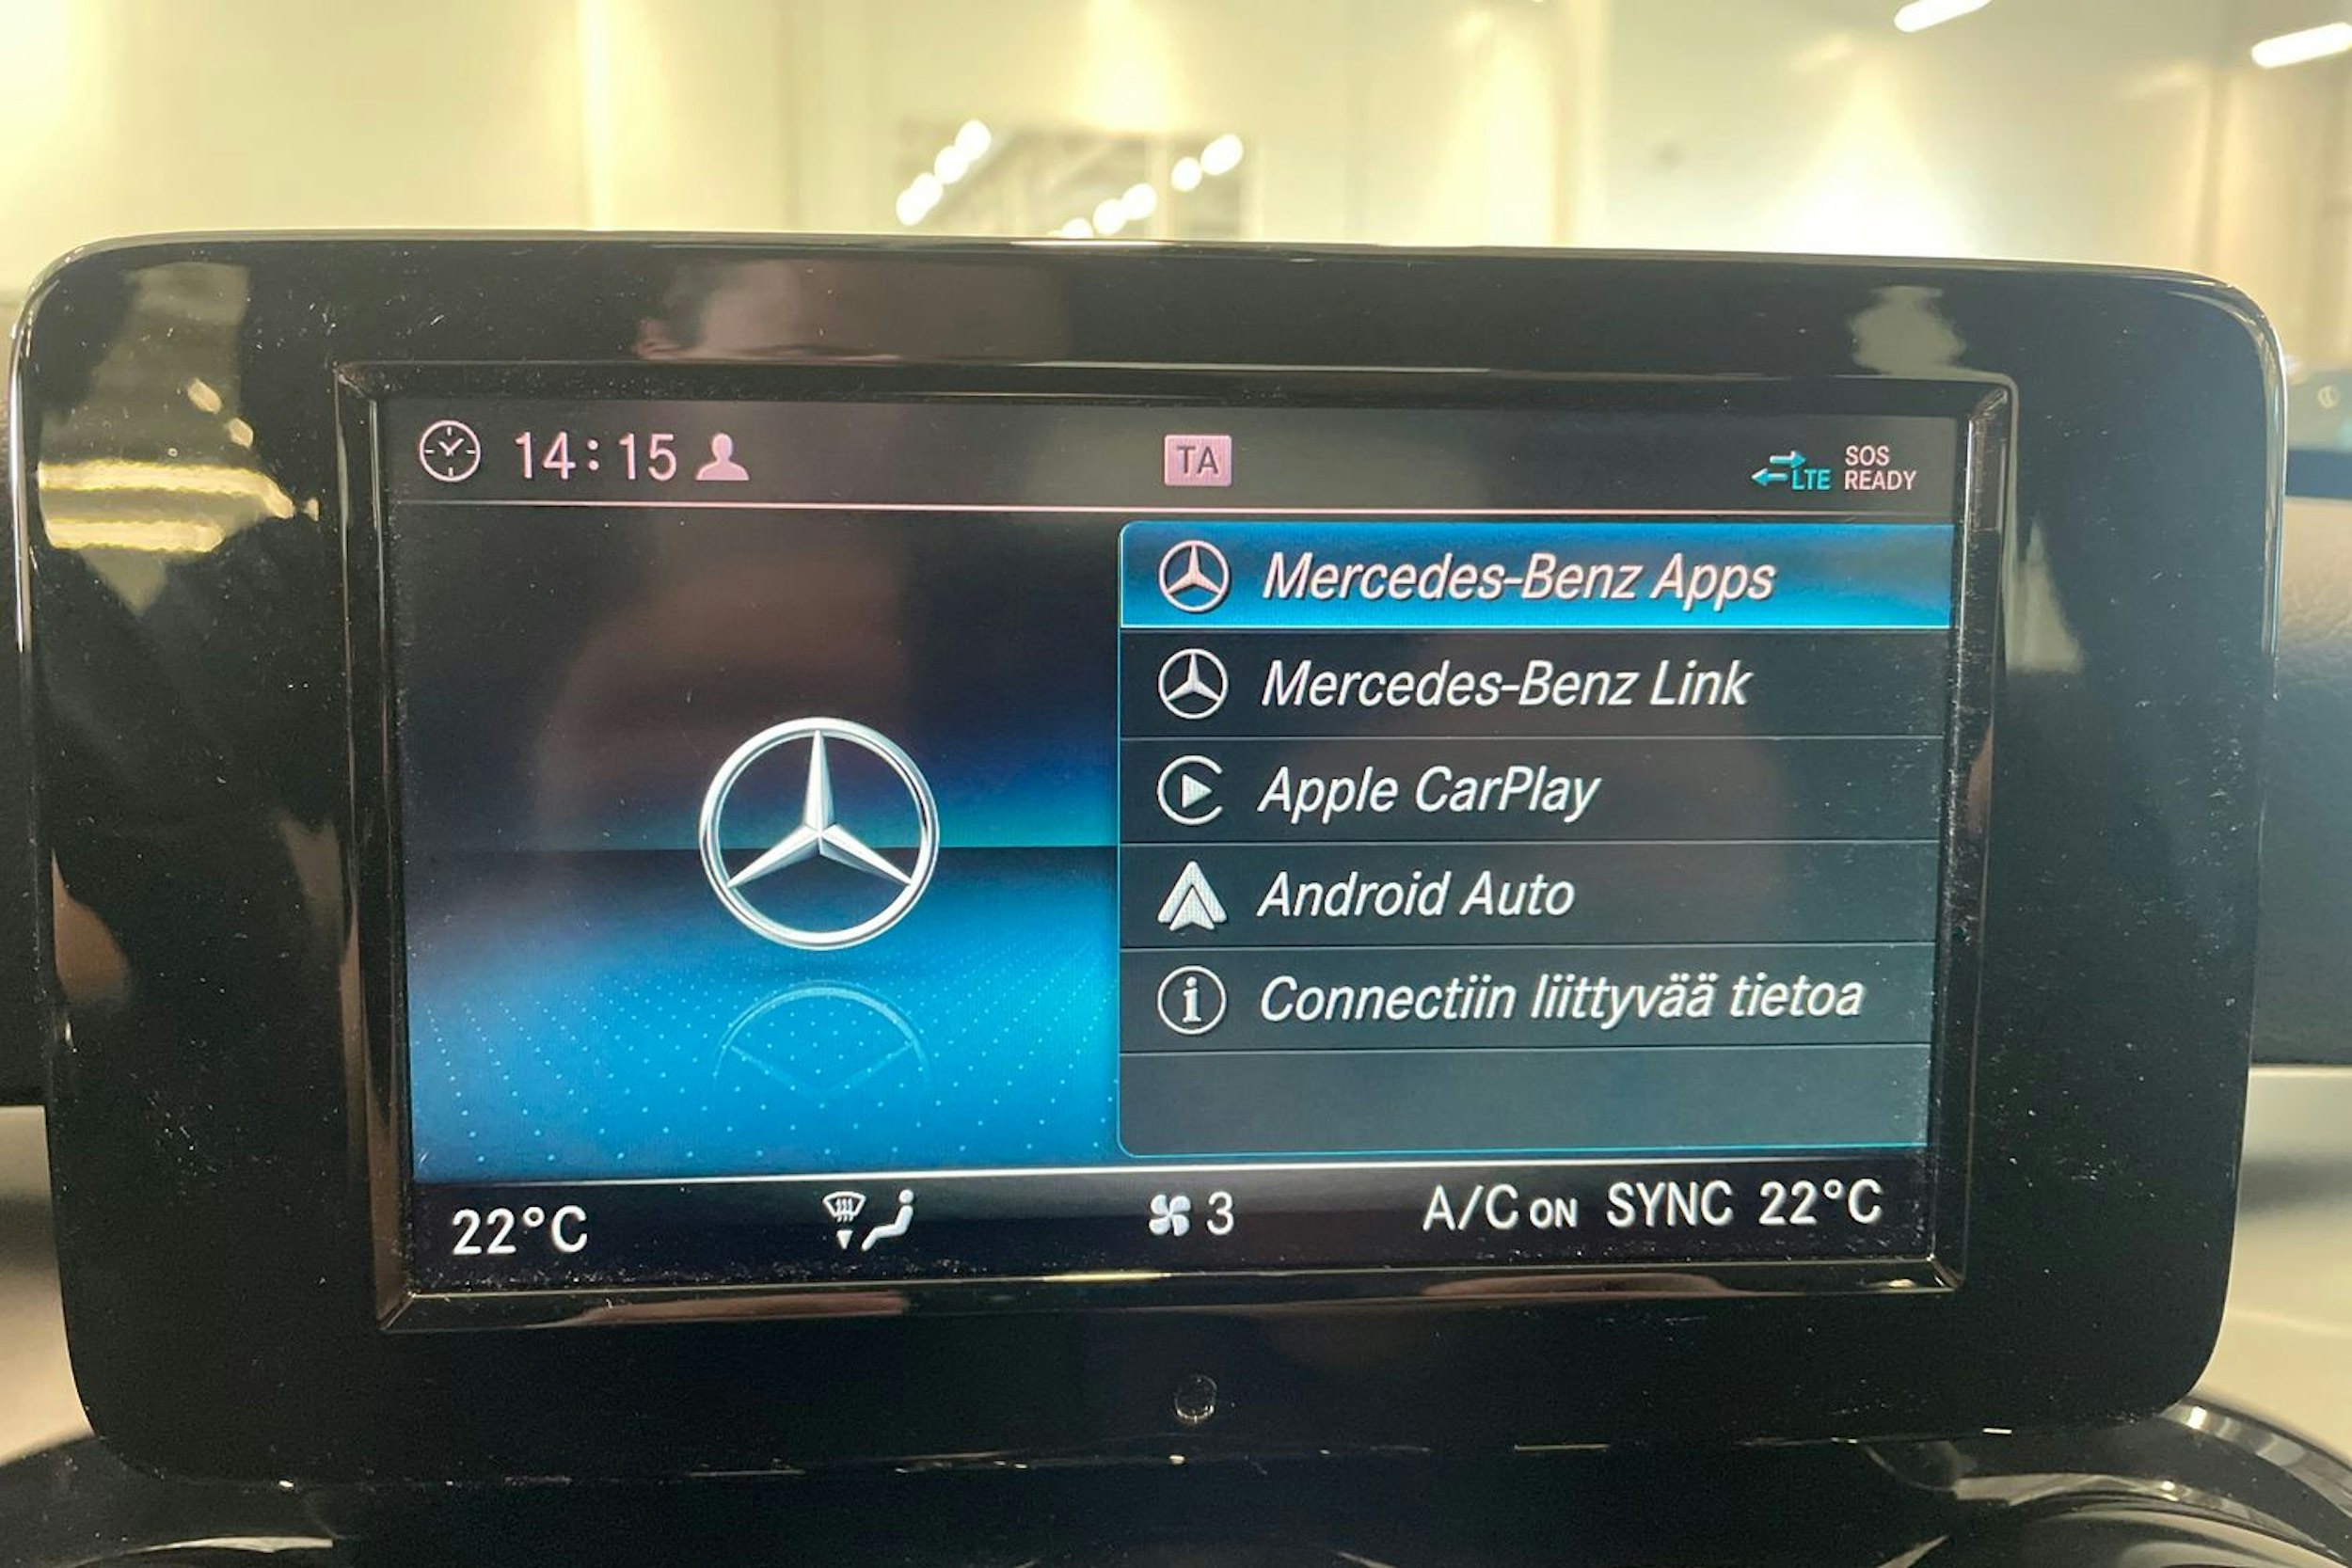 14:15
TA
LTE
SOS
READY
Mercedes-Benz Apps
Mercedes-Benz Link
Apple CarPlay
Android Auto
Connectiin liittyvää tietoa
22°C
3
A/C ON SYNC 22°C